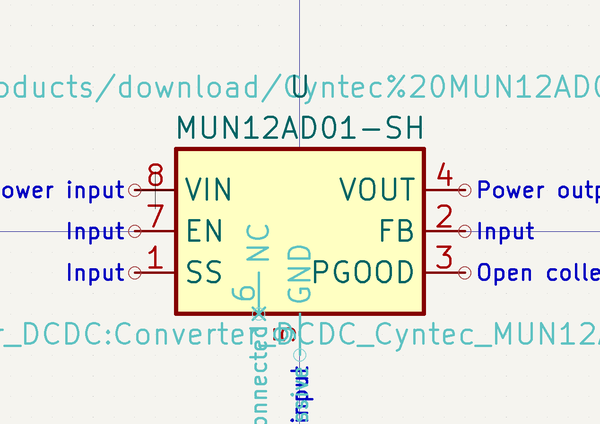 oducts/download/Cyntec%20MUN12AD0
U
MUN12AD01-SH
ower input 8 VIN VOUT 4 Power outp
Input 7 EN FB 2 Input
Input 1 SS PGOOD 3 Open colle
6 NC
GND
r_DCDC:Converter_DCDC_Cyntec_MUN12A
onnected
input